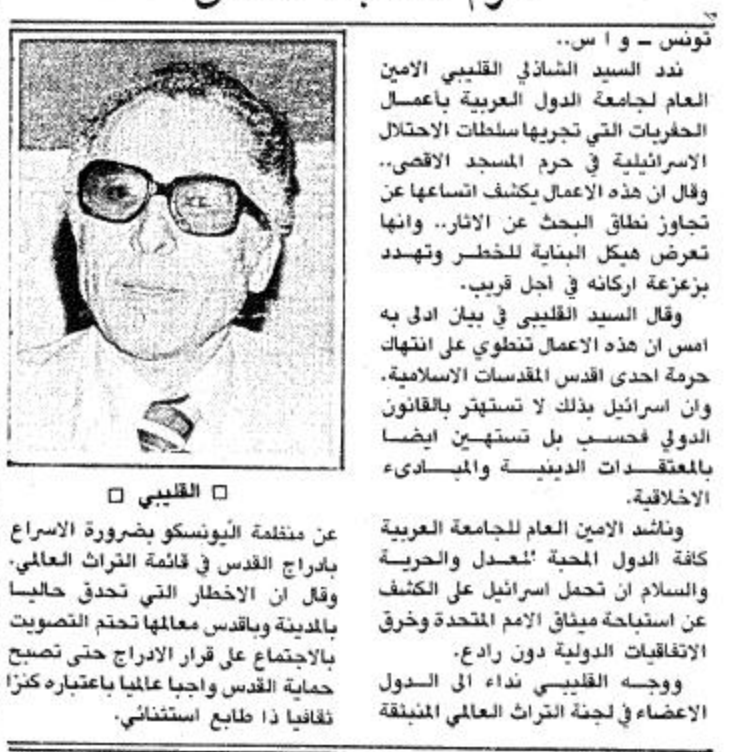 تونس ــ و ا س..
ندد السيد الشاذلي القليبي الامين
العام لجامعة الدول العربية بأعمال
الحفريات التي تجريها سلطات الاحتلال
الاسرائيلية في حرم المسجد الاقصى..
وقال ان هذه الاعمال يكشف اتساعها عن
تجاوز نطاق البحث عن الاثار.. وانها
تعرض هيكل البناية للخطر وتهدد
بزعزعة اركانه في اجل قريب.
وقال السيد القليبي في بيان ادلى به
امس ان هذه الاعمال تنطوي على انتهاك
حرمة احدى اقدس المقدسات الاسلامية.
وان اسرائيل بذلك لا تستهتر بالقانون
الدولي فحسب بل تستهين ايضا
بالمعتقدات الدينية والمبادىء
الاخلاقية.
وناشد الامين العام للجامعة العربية
كافة الدول المحبة للعدل والحرية
والسلام ان تحمل اسرائيل على الكشف
عن استباحة ميثاق الامم المتحدة وخرق
الاتفاقيات الدولية دون رادع.
ووجه القليبي نداء الى الدول
الاعضاء في لجنة التراث العالمي المنبثقة
□ القليبي □
عن منظمة اليونسكو بضرورة الاسراع
بادراج القدس في قائمة التراث العالمي.
وقال ان الاخطار التي تحدق حاليا
بالمدينة وباقدس معالمها تحتم التصويت
بالاجتماع على قرار الادراج حتى تصبح
حماية القدس واجبا عالميا باعتباره كنزا
ثقافيا ذا طابع استثنائي.